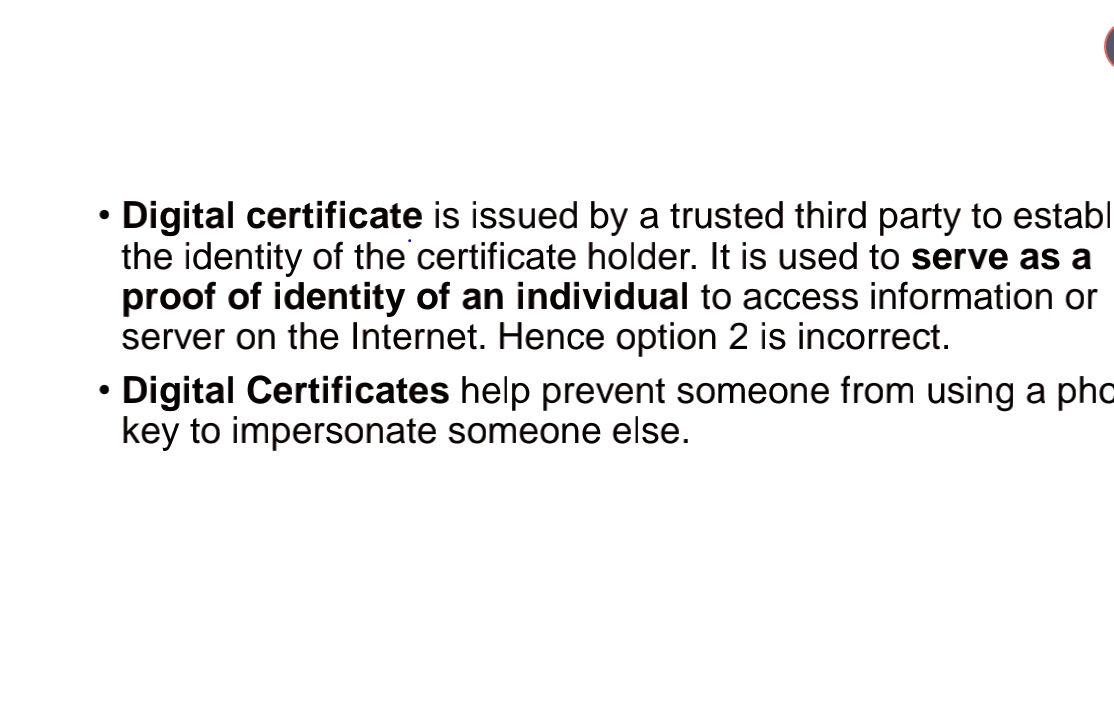 • Digital certificate is issued by a trusted third party to establ
the identity of the certificate holder. It is used to serve as a
proof of identity of an individual to access information or
server on the Internet. Hence option 2 is incorrect.
• Digital Certificates help prevent someone from using a pho
key to impersonate someone else.